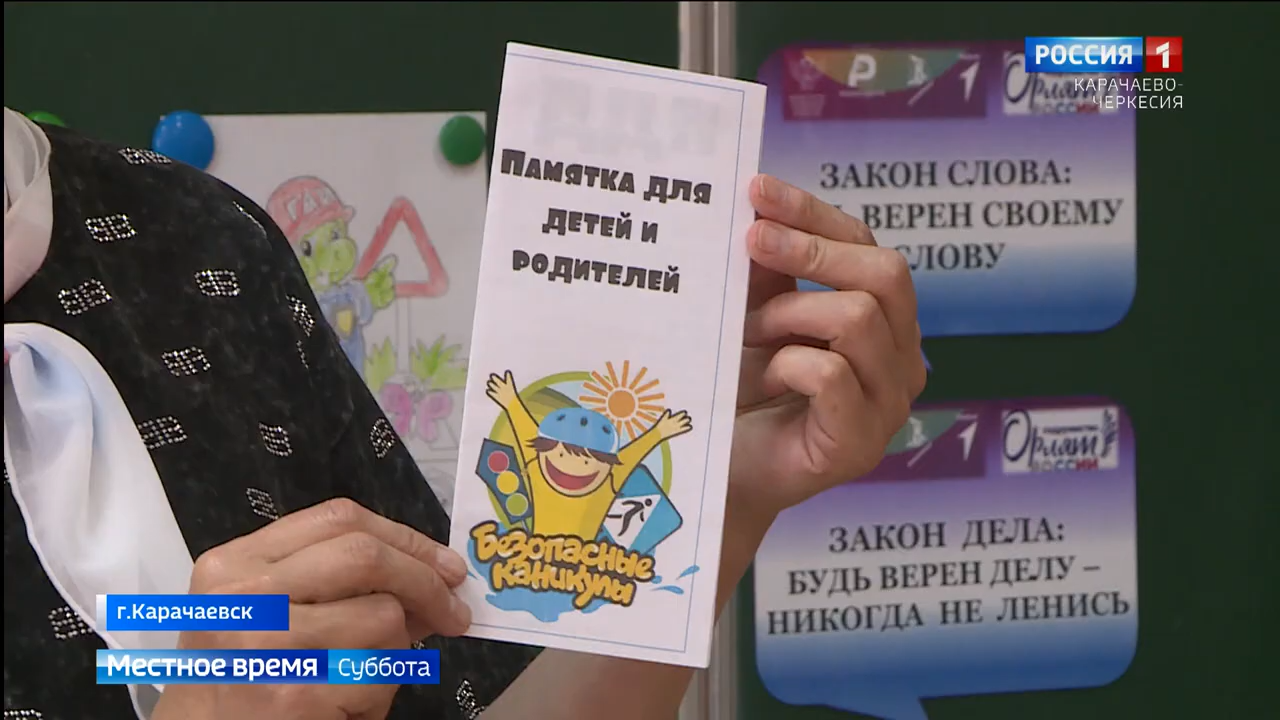 РОССИЯ 1
КАРАЧАЕВО-
ЧЕРКЕСИЯ
ПАМЯТКА ДЛЯ
ДЕТЕЙ И
РОДИТЕЛЕЙ
Безопасные
каникулы
ГАИ
ЗАКОН СЛОВА:
ВЕРЕН СВОЕМУ
СЛОВУ
Орлята
РОССИИ
ЗАКОН ДЕЛА:
БУДЬ ВЕРЕН ДЕЛУ –
НИКОГДА НЕ ЛЕНИСЬ
г.Карачаевск
Местное время Суббота